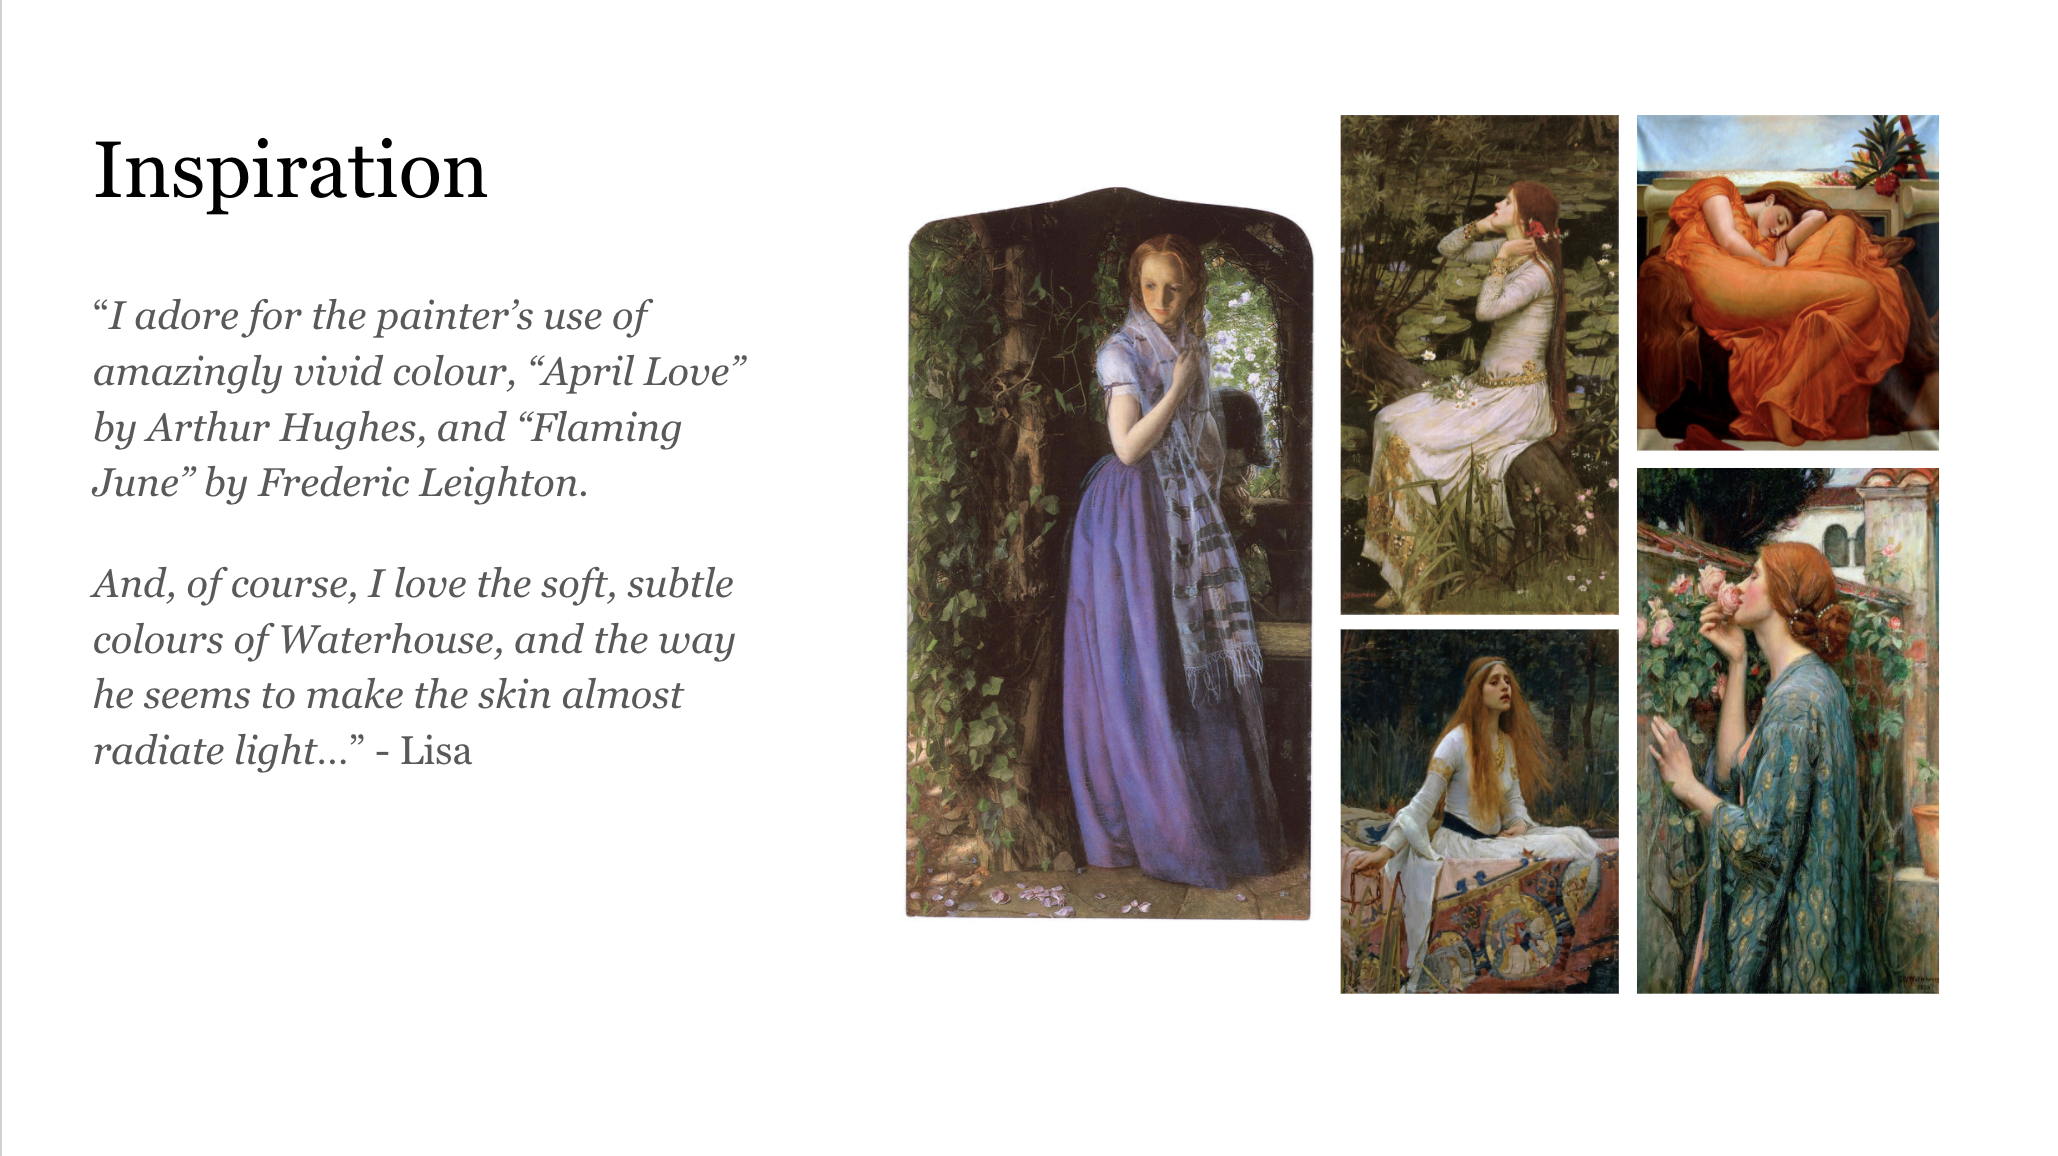 Inspiration
“I adore for the painter’s use of
amazingly vivid colour, “April Love”
by Arthur Hughes, and “Flaming
June” by Frederic Leighton.
And, of course, I love the soft, subtle
colours of Waterhouse, and the way
he seems to make the skin almost
radiate light...” - Lisa